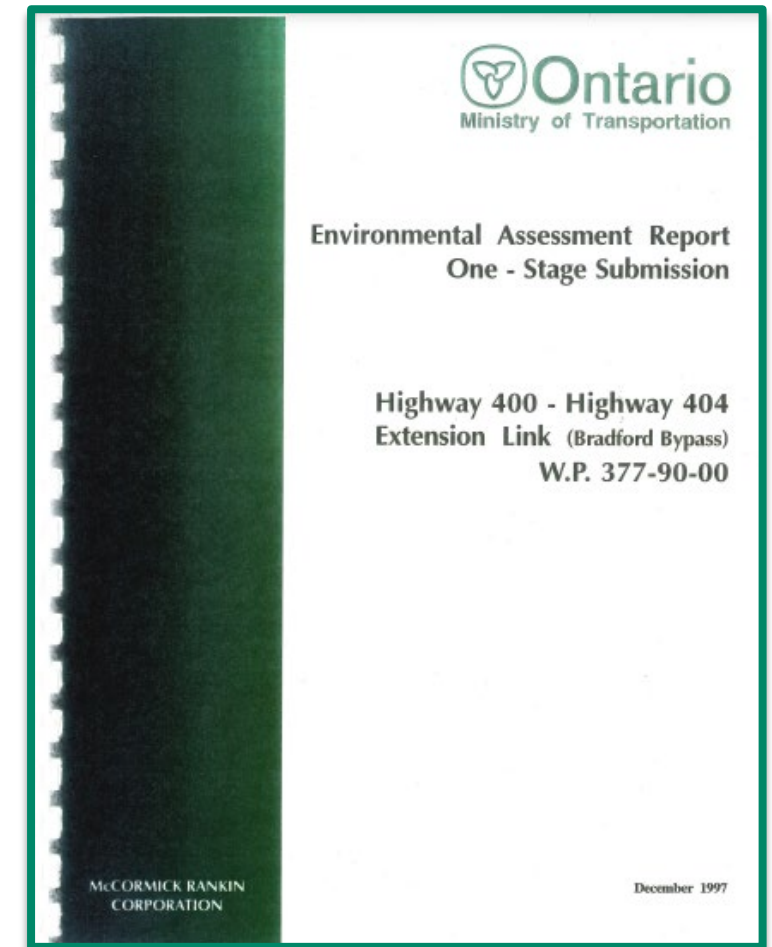 Ontario
Ministry of Transportation
Environmental Assessment Report
One - Stage Submission
Highway 400 - Highway 404
Extension Link (Bradford Bypass)
W.P. 377-90-00
McCORMICK RANKIN
CORPORATION
December 1997